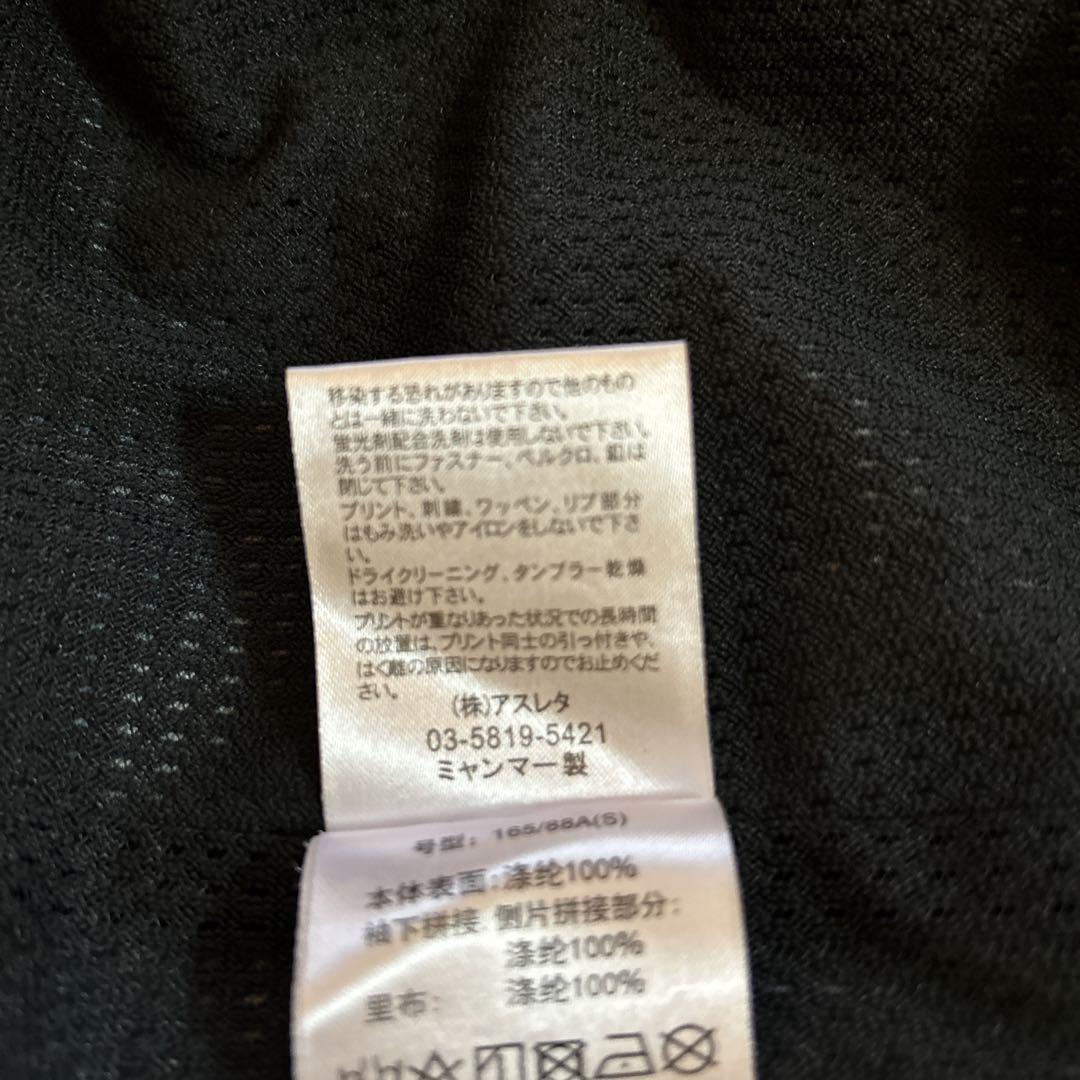 移染する恐れがありますので他のもの
とは一緒に洗わないで下さい。
蛍光剤配合洗剤は使用しないで下さい。
洗う前にファスナー、ベルクロ、釦は
閉じて下さい。
プリント、刺繍、ワッペン、リブ部分
はもみ洗いやアイロンをしないで下さ
い。
ドライクリーニング、タンブラー乾燥
はお避け下さい。
プリントが重なりあった状況での長時間
の放置は、プリント同士の引っ付きや、
はく離の原因になりますのでお止めくだ
さい。
(株)アスレタ
03-5819-5421
ミャンマー製
号型: 165/88A(S)
本体表面:涤纶100%
袖下拼接、侧片拼接部分:
涤纶100%
里布: 涤纶100%